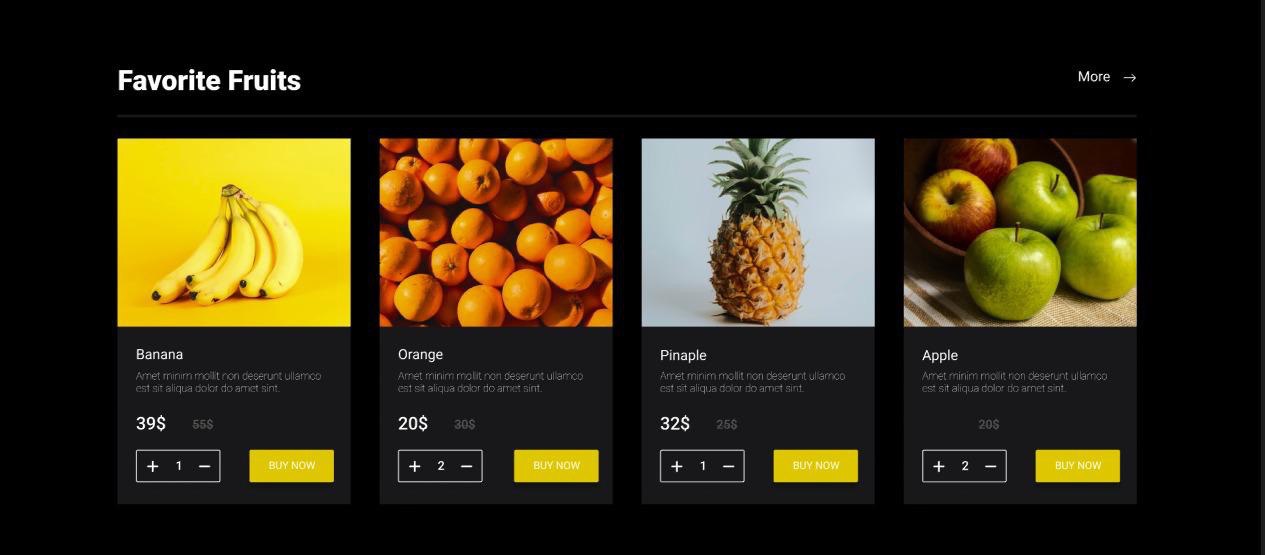 Favorite Fruits
More →
Banana
Amet minim mollit non deserunt ullamco
est sit aliqua dolor do amet sint.
39$ 55$
+ 1 −
BUY NOW
Orange
Amet minim mollit non deserunt ullamco
est sit aliqua dolor do amet sint.
20$ 30$
+ 2 −
BUY NOW
Pinaple
Amet minim mollit non deserunt ullamco
est sit aliqua dolor do amet sint.
32$ 25$
+ 1 −
BUY NOW
Apple
Amet minim mollit non deserunt ullamco
est sit aliqua dolor do amet sint.
20$
+ 2 −
BUY NOW